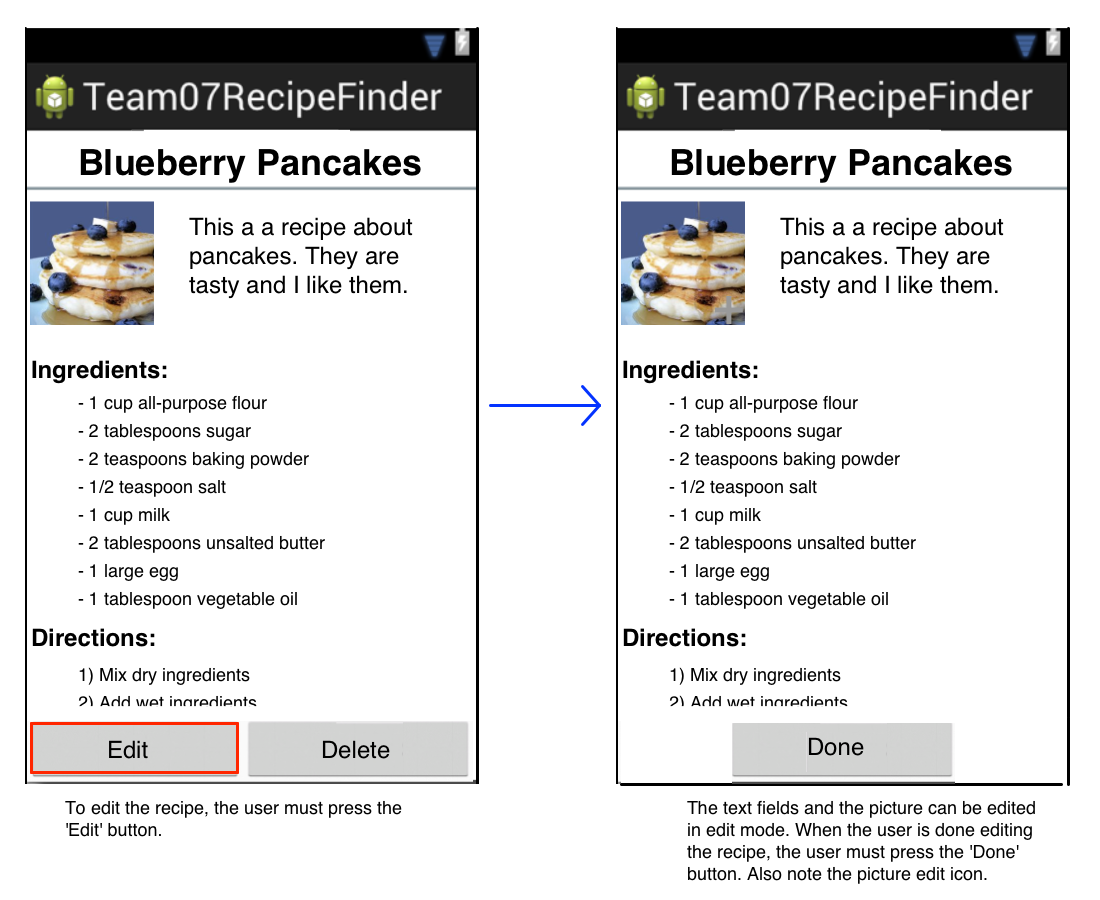 Team07RecipeFinder
Blueberry Pancakes
This a a recipe about
pancakes. They are
tasty and I like them.
Ingredients:
- 1 cup all-purpose flour
- 2 tablespoons sugar
- 2 teaspoons baking powder
- 1/2 teaspoon salt
- 1 cup milk
- 2 tablespoons unsalted butter
- 1 large egg
- 1 tablespoon vegetable oil
Directions:
1) Mix dry ingredients
2) Add wet ingredients
Edit
Delete
To edit the recipe, the user must press the
'Edit' button.
Team07RecipeFinder
Blueberry Pancakes
This a a recipe about
pancakes. They are
tasty and I like them.
Ingredients:
- 1 cup all-purpose flour
- 2 tablespoons sugar
- 2 teaspoons baking powder
- 1/2 teaspoon salt
- 1 cup milk
- 2 tablespoons unsalted butter
- 1 large egg
- 1 tablespoon vegetable oil
Directions:
1) Mix dry ingredients
2) Add wet ingredients
Done
The text fields and the picture can be edited
in edit mode. When the user is done editing
the recipe, the user must press the 'Done'
button. Also note the picture edit icon.